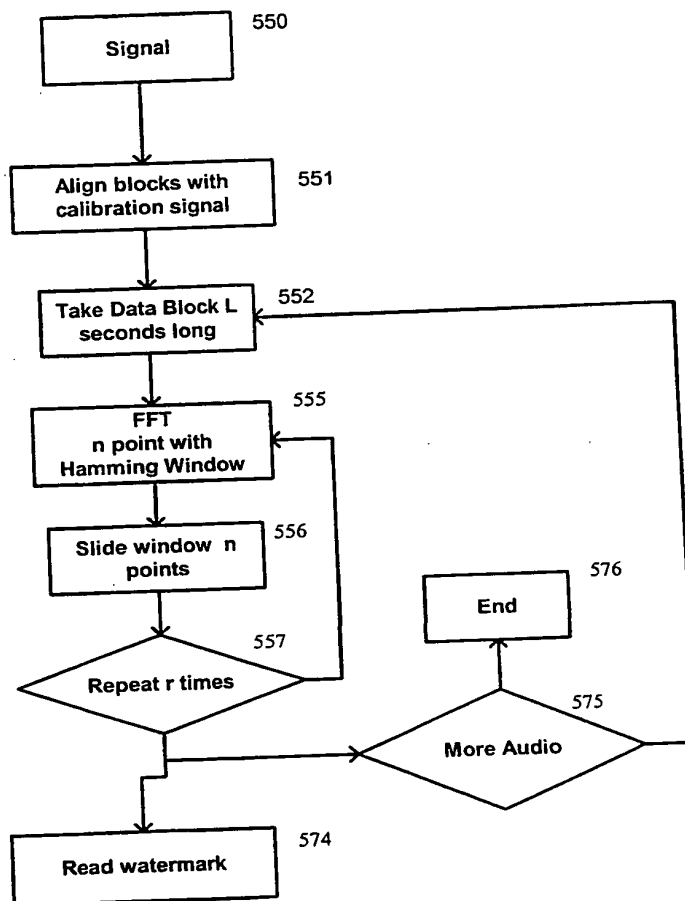 550
Signal
551
Align blocks with
calibration signal
552
Take Data Block L
seconds long
555
FFT
n point with
Hamming Window
556
Slide window n
points
557
Repeat r times
576
End
575
More Audio
574
Read watermark